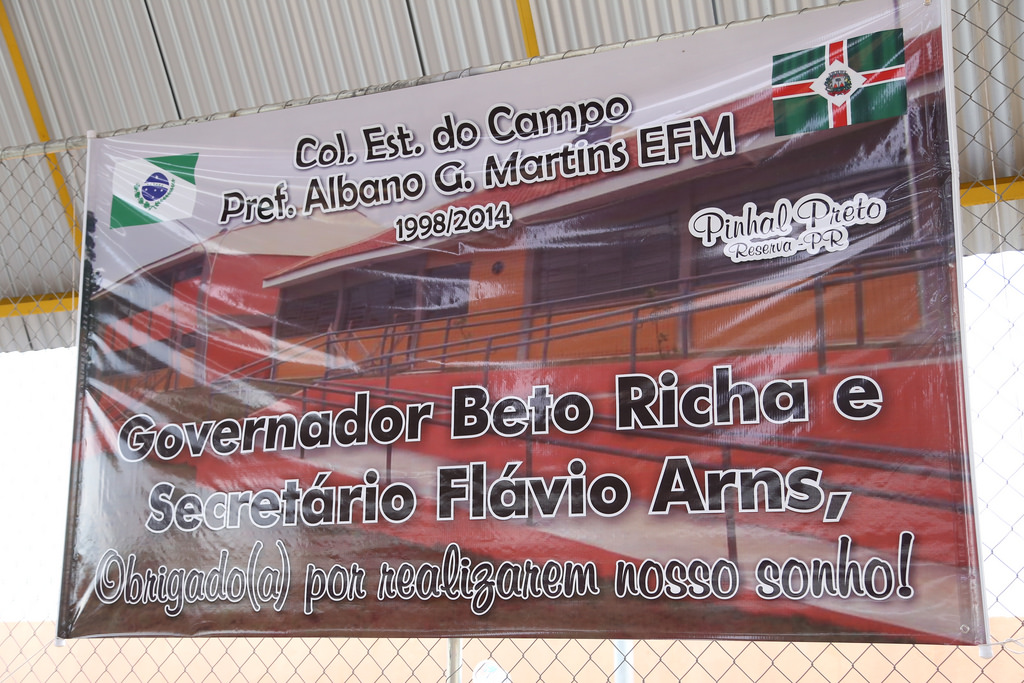 Col. Est. do Campo
Pref. Albano G. Martins EFM
1998/2014
Pinhal Preto
Reserva - P-R
Governador Beto Richa e
Secretário Flávio Arns,
Obrigado(a) por realizarem nosso sonho!